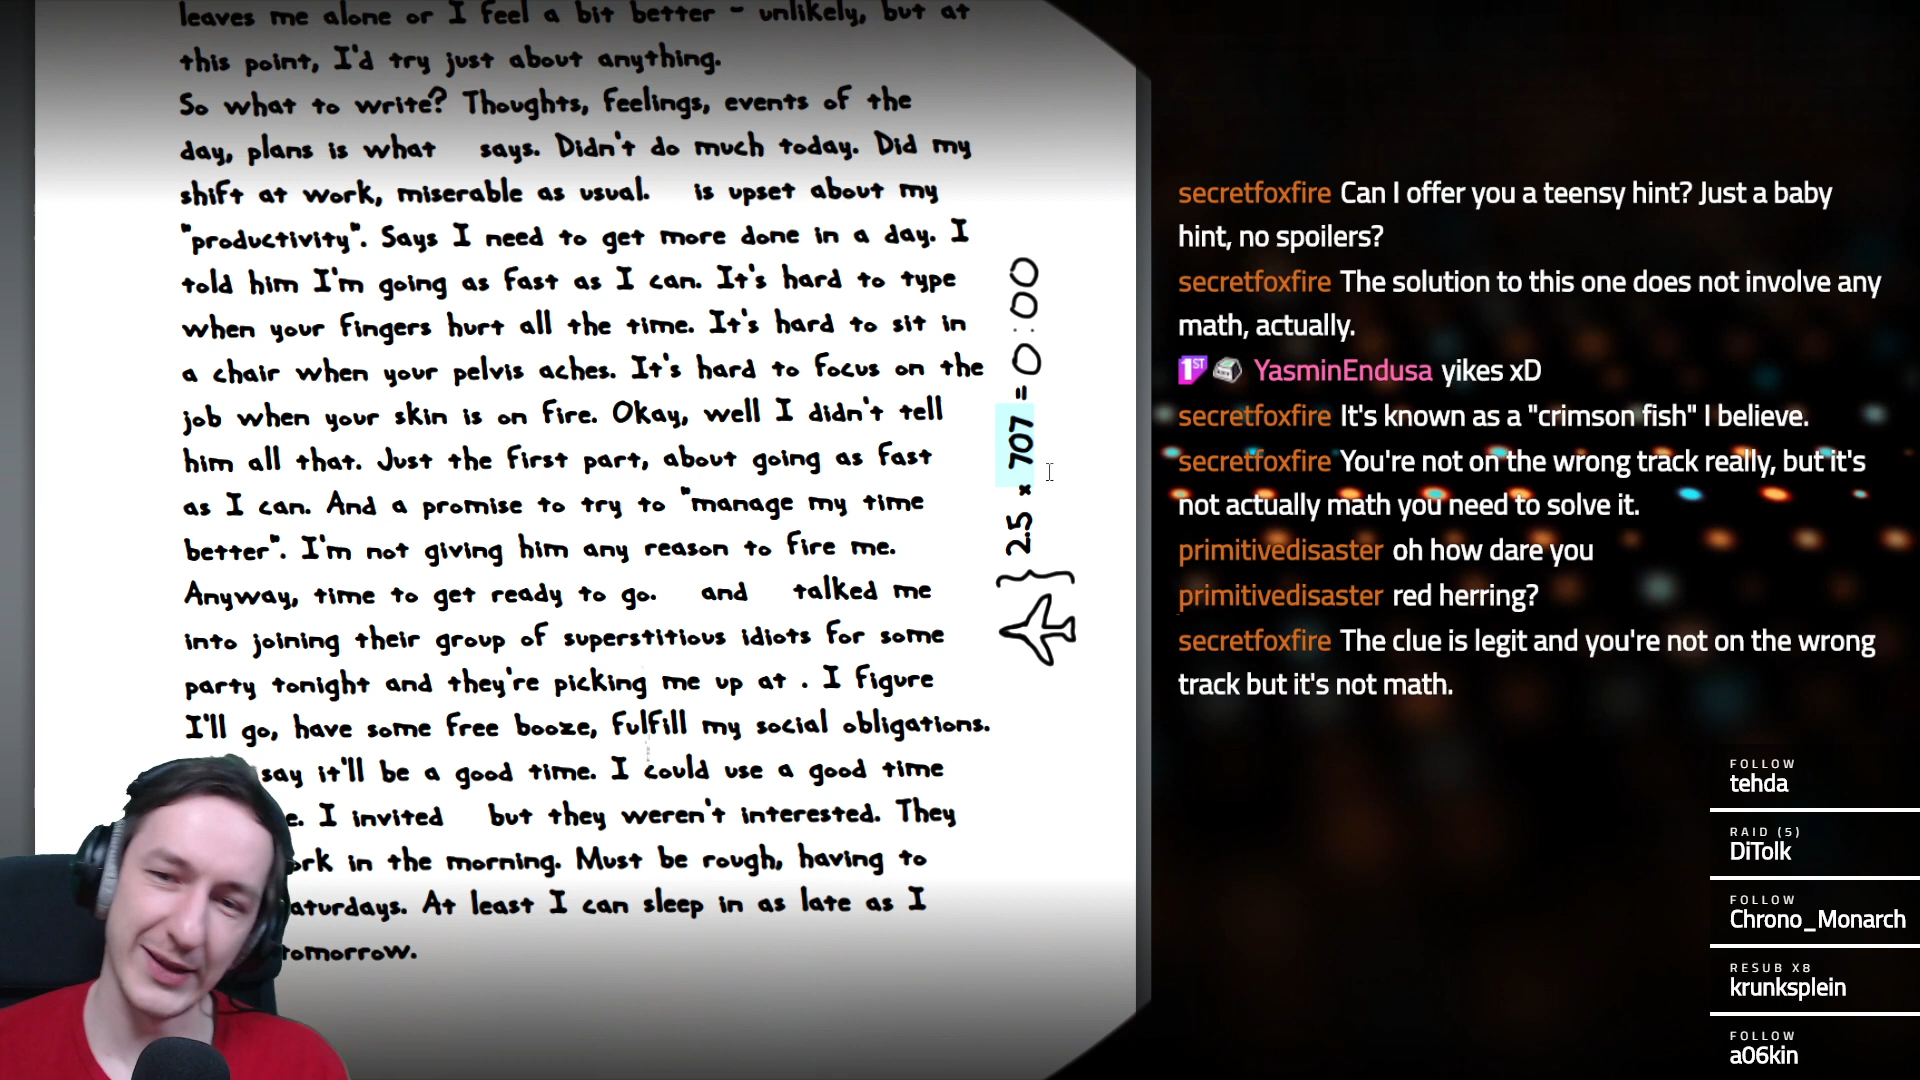 leaves me alone or I feel a bit better - unlikely, but at
this point, I'd try just about anything.
So what to write? Thoughts, feelings, events of the
day, plans is what says. Didn't do much today. Did my
shift at work, miserable as usual. is upset about my
"productivity". Says I need to get more done in a day. I
told him I'm going as fast as I can. It's hard to type
when your fingers hurt all the time. It's hard to sit in
a chair when your pelvis aches. It's hard to focus on the
job when your skin is on fire. Okay, well I didn't tell
him all that. Just the first part, about going as fast
as I can. And a promise to try to "manage my time
better". I'm not giving him any reason to fire me.
Anyway, time to get ready to go. and talked me
into joining their group of superstitious idiots for some
party tonight and they're picking me up at . I figure
I'll go, have some free booze, fulfill my social obligations.
say it'll be a good time. I could use a good time
e. I invited but they weren't interested. They
ork in the morning. Must be rough, having to
aturdays. At least I can sleep in as late as I
tomorrow.
} 2.5 × 707 = 0:00
secretfoxfire Can I offer you a teensy hint? Just a baby
hint, no spoilers?
secretfoxfire The solution to this one does not involve any
math, actually.
1ST YasminEndusa yikes xD
secretfoxfire It's known as a "crimson fish" I believe.
secretfoxfire You're not on the wrong track really, but it's
not actually math you need to solve it.
primitivedisaster oh how dare you
primitivedisaster red herring?
secretfoxfire The clue is legit and you're not on the wrong
track but it's not math.
FOLLOW
tehda
RAID (5)
DiTolk
FOLLOW
Chrono_Monarch
RESUB X8
krunksplein
FOLLOW
a06kin